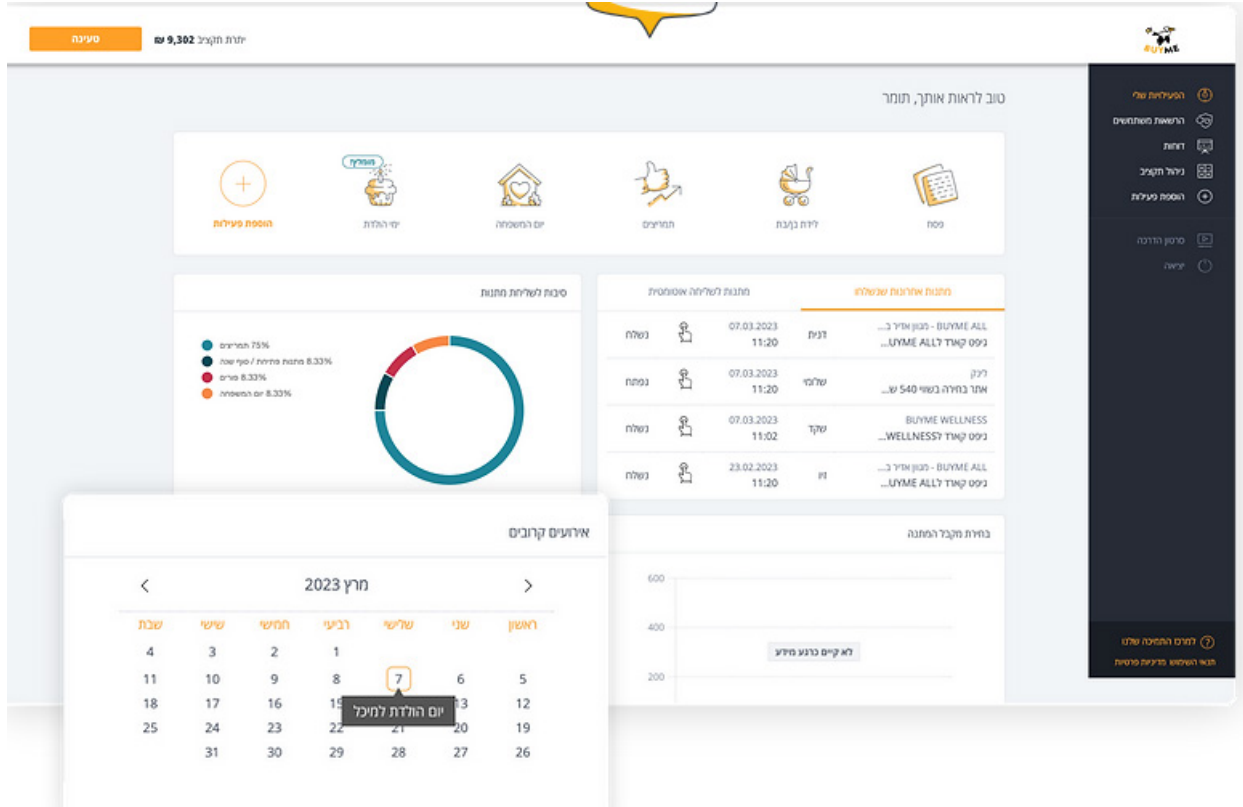 BUYME
יתרת תקציב 9,302 ₪
טעינה
הפעילויות שלי
הרשאות משתמשים
דוחות
ניהול תקציב
הוספת פעילות
סרטון הדרכה
יציאה
למרכז התמיכה שלנו
תנאי השימוש מדיניות פרטיות
טוב לראות אותך, תומר
פסח
לידת בן/בת
תמריצים
יום המשפחה
מומלץ!
ימי הולדת
הוספת פעילות
מתנות אחרונות שנשלחו
מתנות לשליחה אוטומטית
BUYME ALL - מגוון אדיר ב...
גיפט קארד לUYME ALL...
דנית
07.03.2023
11:20
נשלח
לינק
אתר בחירה בשווי 540 ש...
שלומי
07.03.2023
11:20
נפתח
BUYME WELLNESS
גיפט קארד לWELLNESS...
שקד
07.03.2023
11:02
נשלח
BUYME ALL - מגוון אדיר ב...
גיפט קארד לUYME ALL...
זיו
23.02.2023
11:20
נשלח
סיבות לשליחת מתנות
75% תמריצים
8.33% מתנות פתיחת / סוף שנה
8.33% פורים
8.33% יום המשפחה
בחירת מקבל המתנה
600
400
200
לא קיים כרגע מידע
אירועים קרובים
מרץ 2023
ראשון שני שלישי רביעי חמישי שישי שבת
1 2 3 4
5 6 7 8 9 10 11
12 13 15 16 17 18
יום הולדת למיכל
19 20 21 22 23 24 25
26 27 28 29 30 31